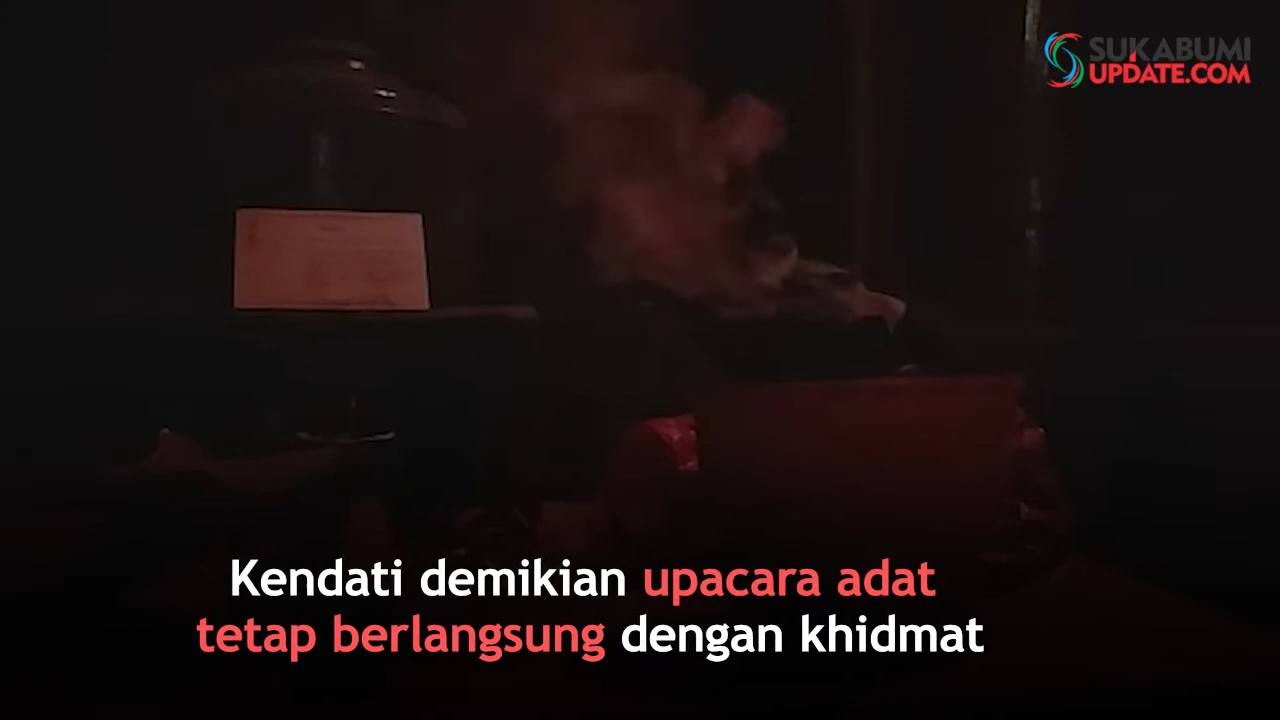 SUKABUMI
UPDATE.COM
Kendati demikian upacara adat
tetap berlangsung dengan khidmat